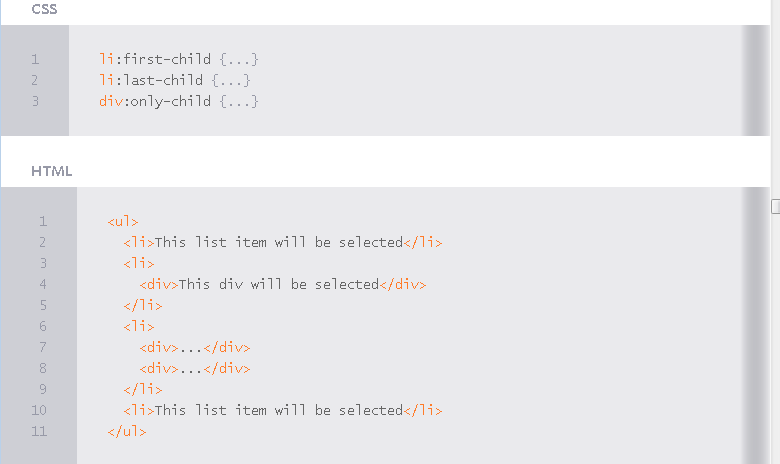 CSS
1 li:first-child {...}
2 li:last-child {...}
3 div:only-child {...}
HTML
1 <ul>
2 <li>This list item will be selected</li>
3 <li>
4 <div>This div will be selected</div>
5 </li>
6 <li>
7 <div>...</div>
8 <div>...</div>
9 </li>
10 <li>This list item will be selected</li>
11 </ul>